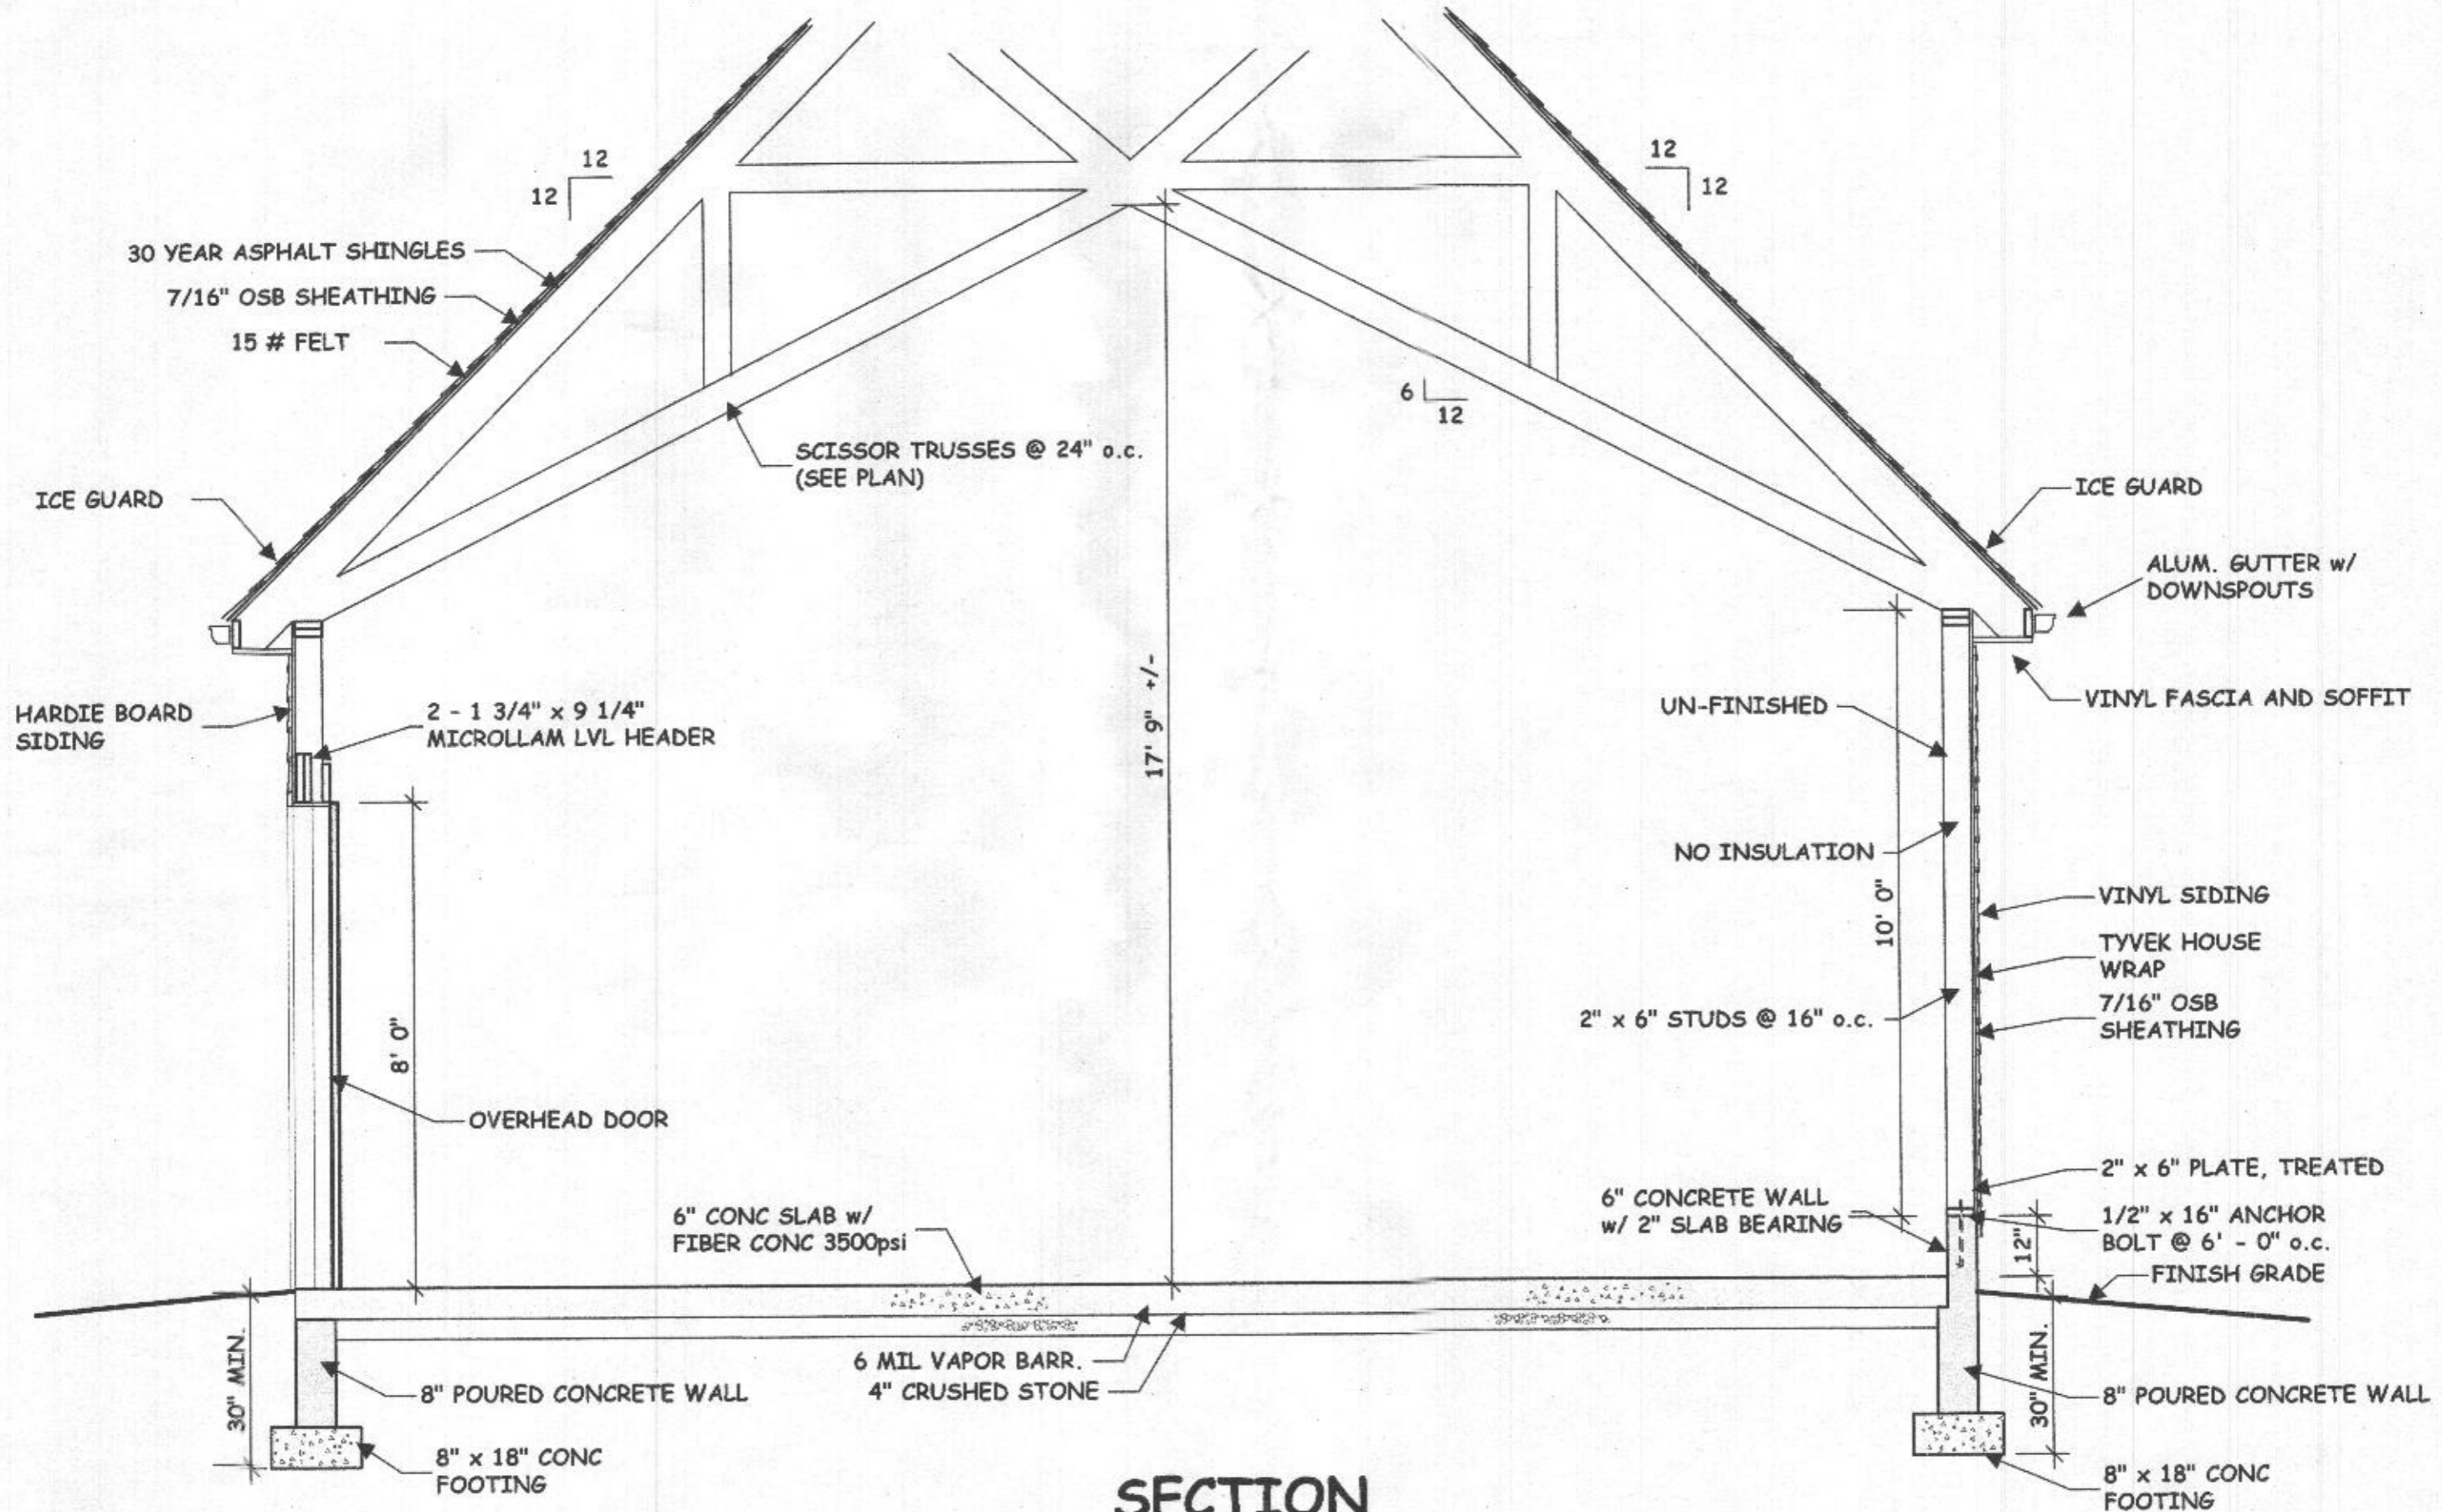 12
12
30 YEAR ASPHALT SHINGLES
7/16" OSB SHEATHING
15 # FELT
ICE GUARD
HARDIE BOARD
SIDING
2 - 1 3/4" x 9 1/4"
MICROLLAM LVL HEADER
SCISSOR TRUSSES @ 24" o.c.
(SEE PLAN)
12
12
6
12
ICE GUARD
ALUM. GUTTER w/
DOWNSPOUTS
VINYL FASCIA AND SOFFIT
UN-FINISHED
NO INSULATION
10' 0"
17' 9" +/-
8' 0"
VINYL SIDING
TYVEK HOUSE
WRAP
7/16" OSB
SHEATHING
2" x 6" STUDS @ 16" o.c.
OVERHEAD DOOR
2" x 6" PLATE, TREATED
6" CONCRETE WALL
w/ 2" SLAB BEARING
1/2" x 16" ANCHOR
BOLT @ 6' - 0" o.c.
12"
FINISH GRADE
6" CONC SLAB w/
FIBER CONC 3500psi
6 MIL VAPOR BARR.
4" CRUSHED STONE
30" MIN.
8" POURED CONCRETE WALL
8" x 18" CONC
FOOTING
30" MIN.
8" POURED CONCRETE WALL
8" x 18" CONC
FOOTING
SECTION